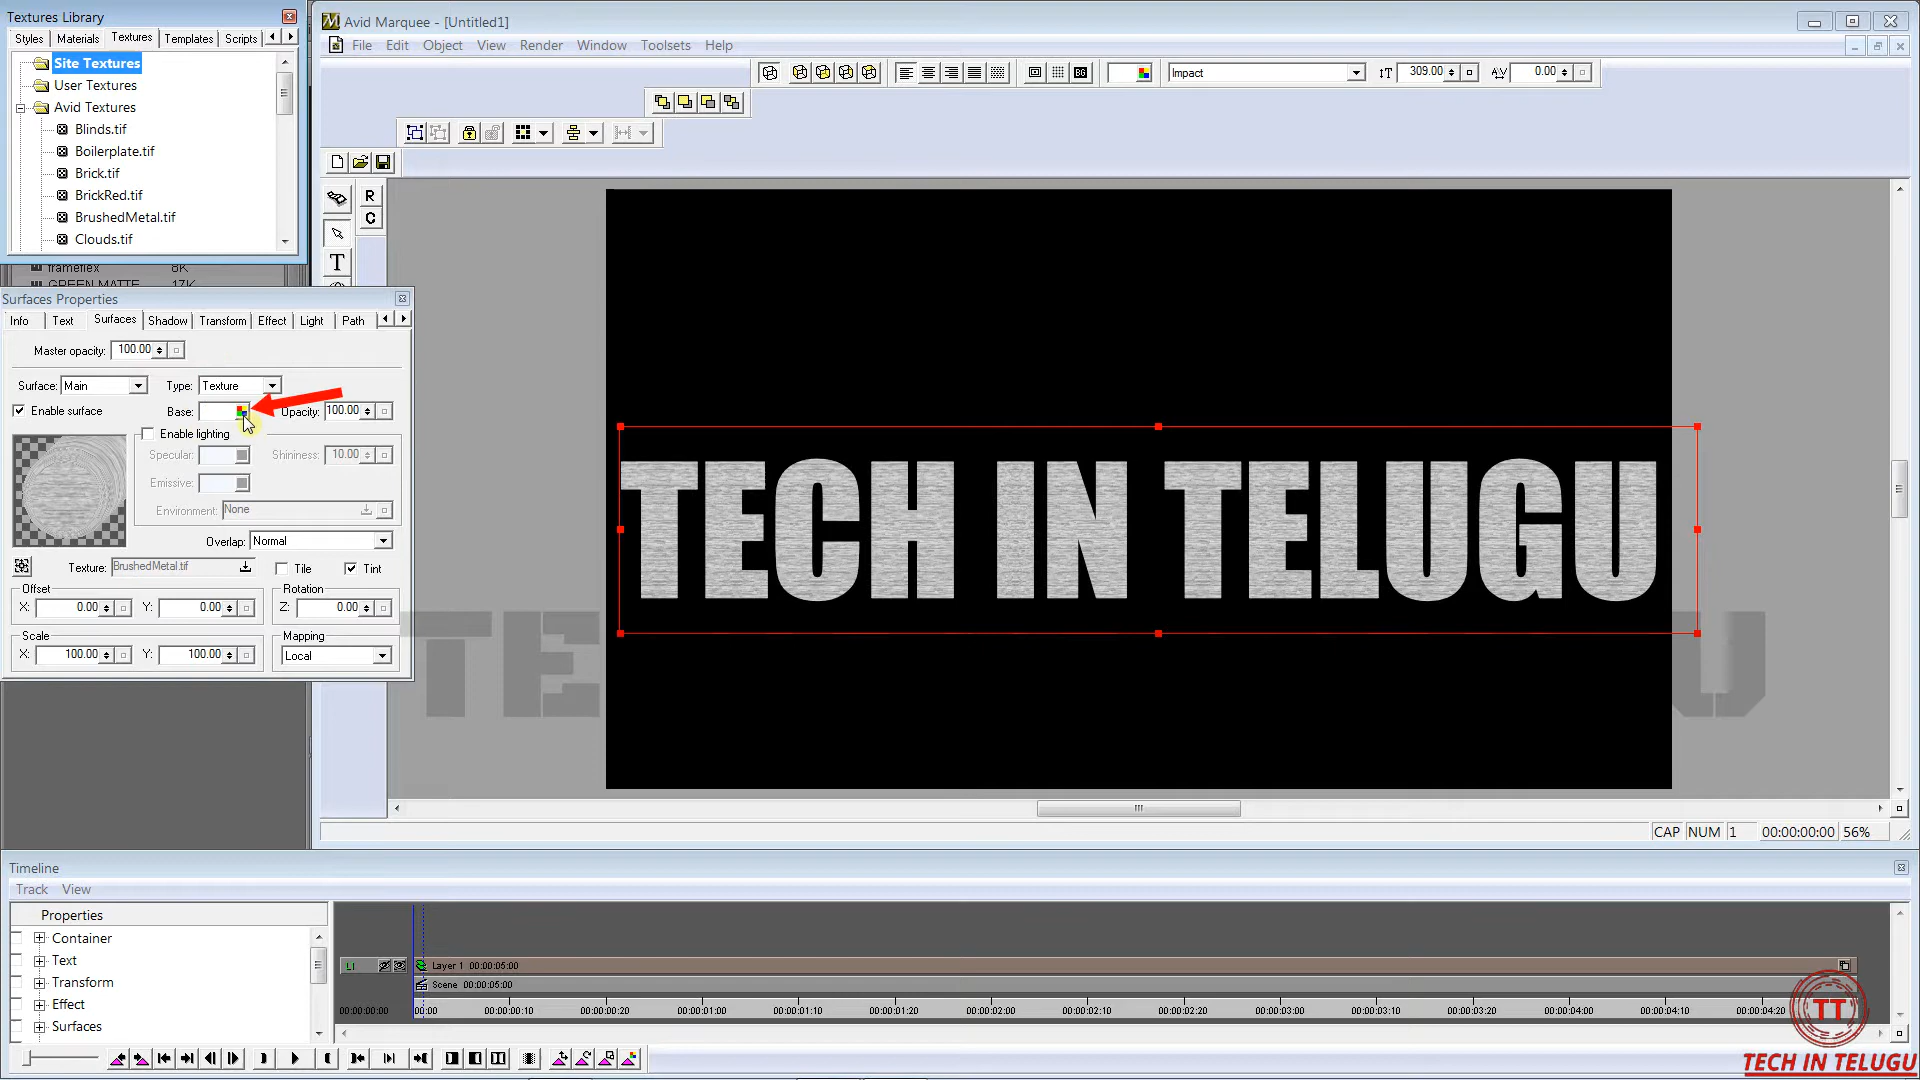 Textures Library
Styles Materials Textures Templates Scripts
Site Textures
User Textures
Avid Textures
Blinds.tif
Boilerplate.tif
Brick.tif
BrickRed.tif
BrushedMetal.tif
Clouds.tif
frameflex 8K
Avid Marquee - [Untitled1]
File Edit Object View Render Window Toolsets Help
Impact 309.00 AV 0.00
R
C
T
Surfaces Properties
Info Text Surfaces Shadow Transform Effect Light Path
Master opacity: 100.00
Surface: Main Type: Texture
Enable surface Base: Opacity: 100.00
Enable lighting
Specular: Shininess: 10.00
Emissive:
Environment: None
Overlap: Normal
Texture: BrushedMetal.tif Tile Tint
Offset Rotation
X: 0.00 Y: 0.00 Z: 0.00
Scale Mapping
X: 100.00 Y: 100.00 Local
TECH IN TELUGU
TE U
CAP NUM 1 00:00:00:00 56%
Timeline
Track View
Properties
Container
Text
Transform
Effect
Surfaces
Layer 1 00:00:05:00
Scene 00:00:05:00
00:00:00:00 00:00 00:00:00:10 00:00:00:20 00:00:01:00 00:00:01:10 00:00:01:20 00:00:02:00 00:00:02:10 00:00:02:20 00:00:03:00 00:00:03:10 00:00:03:20 00:00:04:00 00:00:04:10 00:00:04:20
TT
TECH IN TELUGU